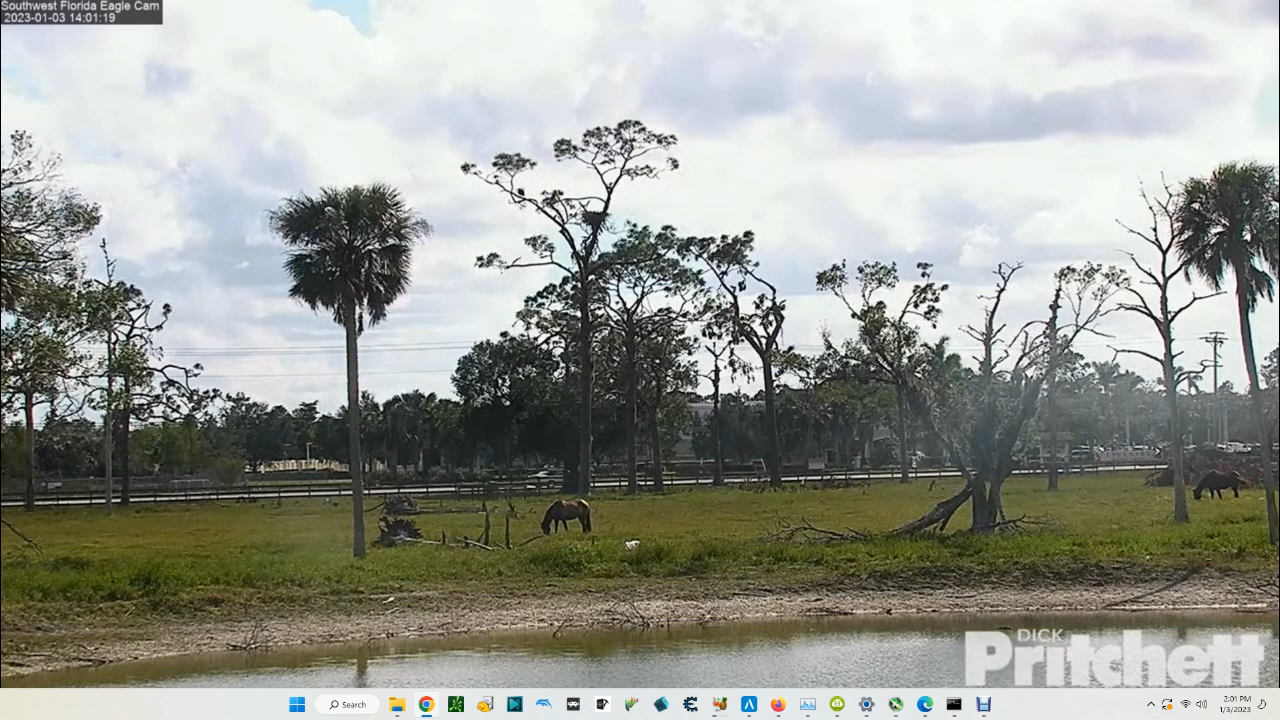 Southwest Florida Eagle Cam
2023-01-03 14:01:19
DICK
Pritchett
Search
2:01 PM
1/3/2023